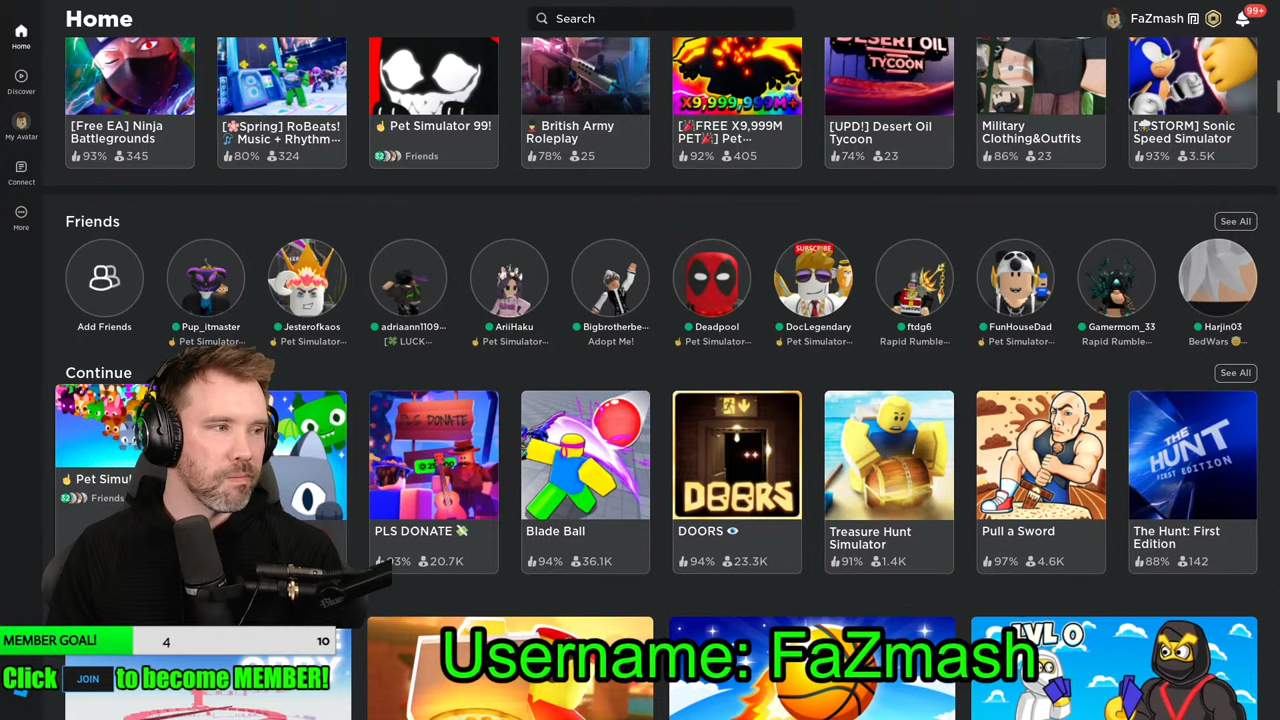 Home
Search
FaZmash
99+
Home
Discover
My Avatar
Connect
More
X9,999,999M+
DESERT OIL
TYCOON
[Free EA] Ninja
Battlegrounds
93% 345
[🌸Spring] RoBeats!
🎵 Music + Rhythm...
80% 324
☝ Pet Simulator 99!
32 Friends
British Army
Roleplay
78% 25
[🎉FREE X9,999M
PET🎉] Pet...
92% 405
[UPD!] Desert Oil
Tycoon
74% 23
Military
Clothing&Outfits
86% 23
[⛈STORM] Sonic
Speed Simulator
93% 3.5K
Friends
See All
SUBSCRIBE
Add Friends
Pup_itmaster
☝ Pet Simulator...
Jesterofkaos
☝ Pet Simulator...
adriaann1109...
[🍀 LUCK...
AriiHaku
☝ Pet Simulator...
Bigbrotherbe...
Adopt Me!
Deadpool
☝ Pet Simulator...
DocLegendary
☝ Pet Simulator...
ftdg6
Rapid Rumble...
FunHouseDad
☝ Pet Simulator...
Gamermom_33
Rapid Rumble...
Harjin03
BedWars
Continue
See All
☝ Pet Simu
32 Friends
PLS DONATE
PLS DONATE 💸
93% 20.7K
Blade Ball
94% 36.1K
DOORS
DOORS 👁
94% 23.3K
Treasure Hunt
Simulator
91% 1.4K
Pull a Sword
97% 4.6K
THE
HUNT
FIRST EDITION
The Hunt: First
Edition
88% 142
MEMBER GOAL! 4 10
Click JOIN to become MEMBER!
Username: FaZmash
LVL 0